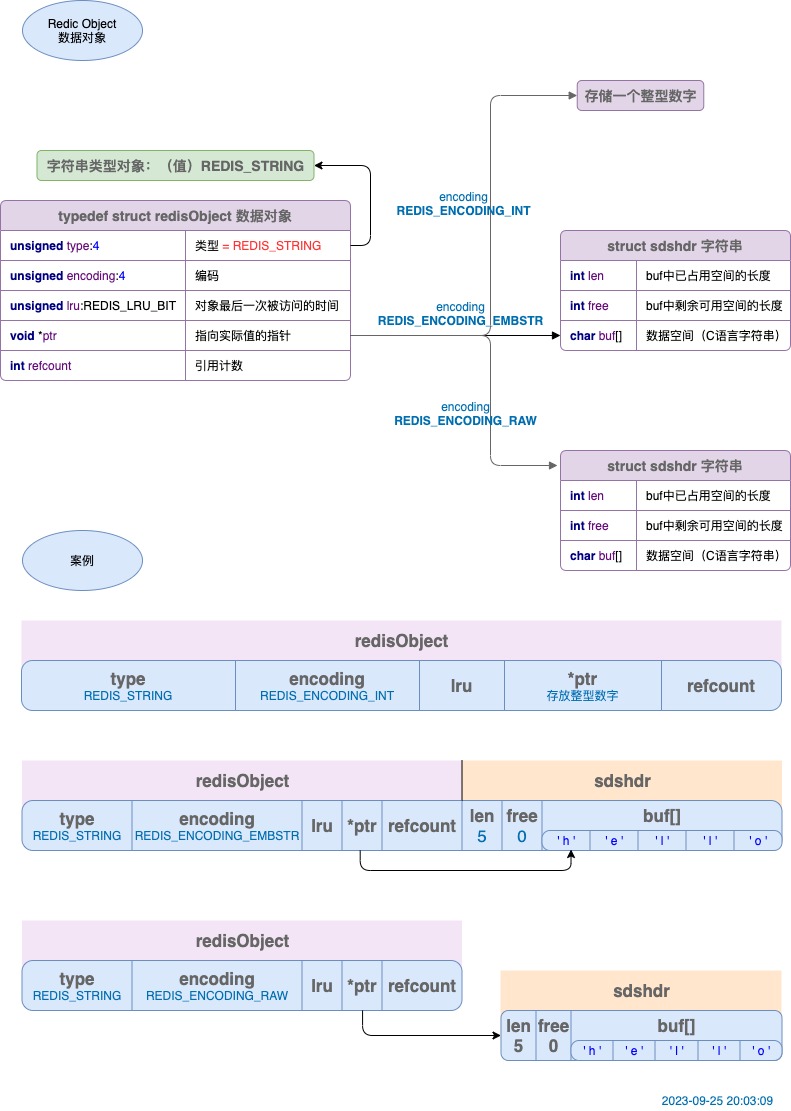 Redic Object
数据对象
存储一个整型数字
字符串类型对象：（值）REDIS_STRING
encoding
REDIS_ENCODING_INT
typedef struct redisObject 数据对象
unsigned type:4 类型 = REDIS_STRING
unsigned encoding:4 编码
unsigned lru:REDIS_LRU_BIT 对象最后一次被访问的时间
void *ptr 指向实际值的指针
int refcount 引用计数
encoding
REDIS_ENCODING_EMBSTR
struct sdshdr 字符串
int len buf中已占用空间的长度
int free buf中剩余可用空间的长度
char buf[] 数据空间（C语言字符串）
encoding
REDIS_ENCODING_RAW
struct sdshdr 字符串
int len buf中已占用空间的长度
int free buf中剩余可用空间的长度
char buf[] 数据空间（C语言字符串）
案例
redisObject
type
REDIS_STRING
encoding
REDIS_ENCODING_INT
lru
*ptr
存放整型数字
refcount
redisObject
sdshdr
type
REDIS_STRING
encoding
REDIS_ENCODING_EMBSTR
lru
*ptr
refcount
len
5
free
0
buf[]
'h' 'e' 'l' 'l' 'o'
redisObject
type
REDIS_STRING
encoding
REDIS_ENCODING_RAW
lru
*ptr
refcount
sdshdr
len
5
free
0
buf[]
'h' 'e' 'l' 'l' 'o'
2023-09-25 20:03:09